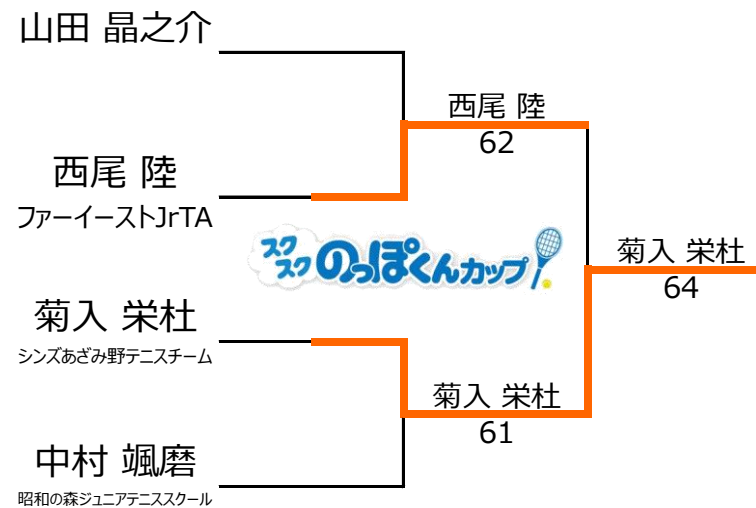 山田 晶之介
西尾 陸
62
西尾 陸
ファーイーストJrTA
スクスク のっぽくんカップ
菊入 栄杜
64
菊入 栄杜
シンズあざみ野テニスチーム
菊入 栄杜
61
中村 颯磨
昭和の森ジュニアテニススクール